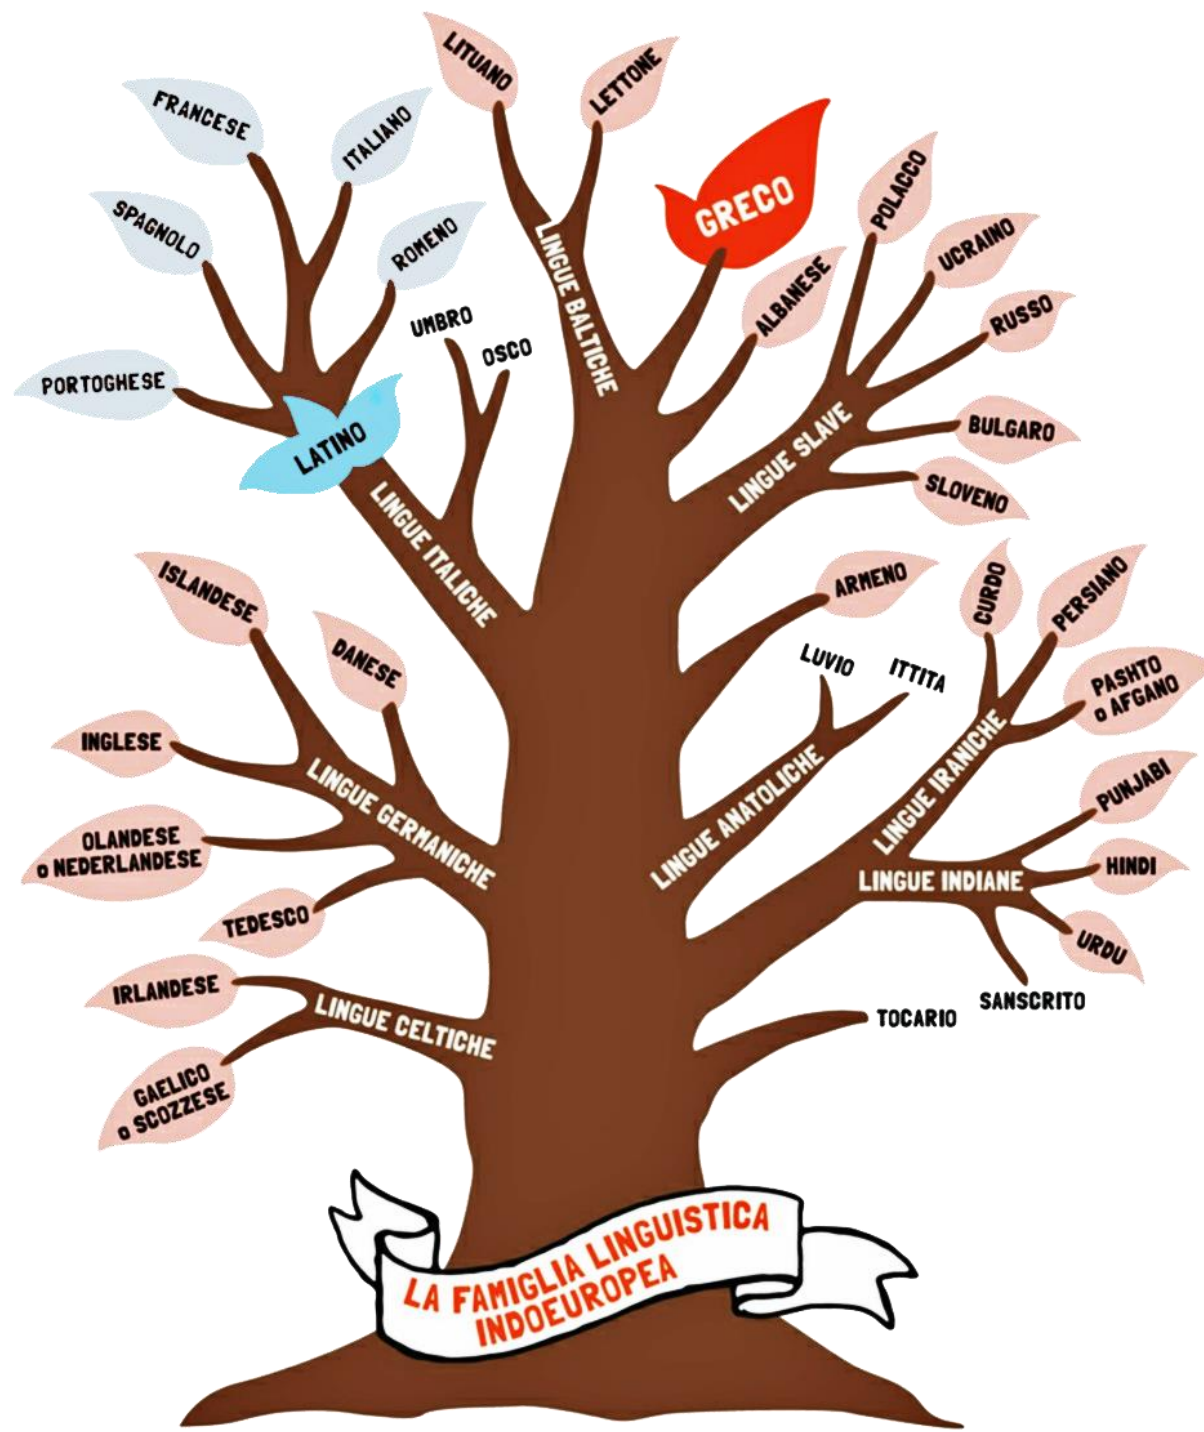 LITUANO
LETTONE
FRANCESE
ITALIANO
GRECO
POLACCO
SPAGNOLO
ROMENO
UCRAINO
ALBANESE
RUSSO
UMBRO
OSCO
LINGUE BALTICHE
PORTOGHESE
LATINO
BULGARO
LINGUE SLAVE
SLOVENO
LINGUE ITALICHE
ISLANDESE
DANESE
ARMENO
CURDO
PERSIANO
LUVIO
ITTITA
PASHTO
o AFGANO
INGLESE
LINGUE GERMANICHE
LINGUE ANATOLICHE
LINGUE IRANICHE
PUNJABI
OLANDESE
o NEDERLANDESE
LINGUE INDIANE
HINDI
TEDESCO
URDU
IRLANDESE
LINGUE CELTICHE
SANSCRITO
TOCARIO
GAELICO
o SCOZZESE
LA FAMIGLIA LINGUISTICA
INDOEUROPEA